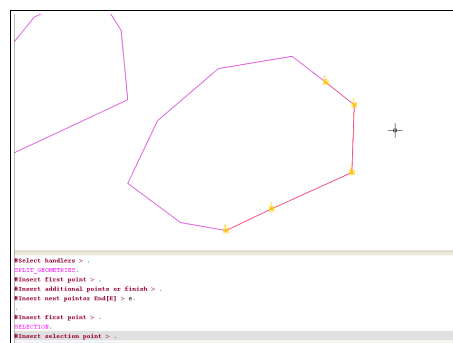 #Select handlers > .
SPLIT_GEOMETRIES.
#Insert first point > .
#Insert additional points or finish > .
#Insert next pointor End[E] > e.
.
#Insert first point > .
SELECTION.
#Insert selection point > .